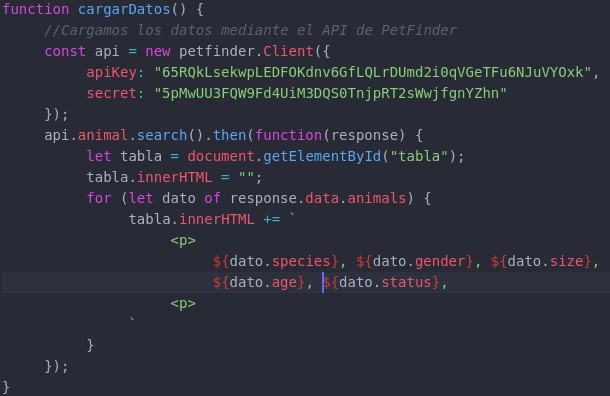 function cargarDatos() {
//Cargamos los datos mediante el API de PetFinder
const api = new petfinder.Client({
apiKey: "65RQkLsekwpLEDFOKdnv6GfLQLrDUmd2i0qVGeTFu6NJuVYOxk",
secret: "5pMwUU3FQW9Fd4UiM3DQS0TnjpRT2sWwjfgnYZhn"
});
api.animal.search().then(function(response) {
let tabla = document.getElementById("tabla");
tabla.innerHTML = "";
for (let dato of response.data.animals) {
tabla.innerHTML += `
<p>
${dato.species}, ${dato.gender}, ${dato.size},
${dato.age}, ${dato.status},
<p>
`
}
});
}